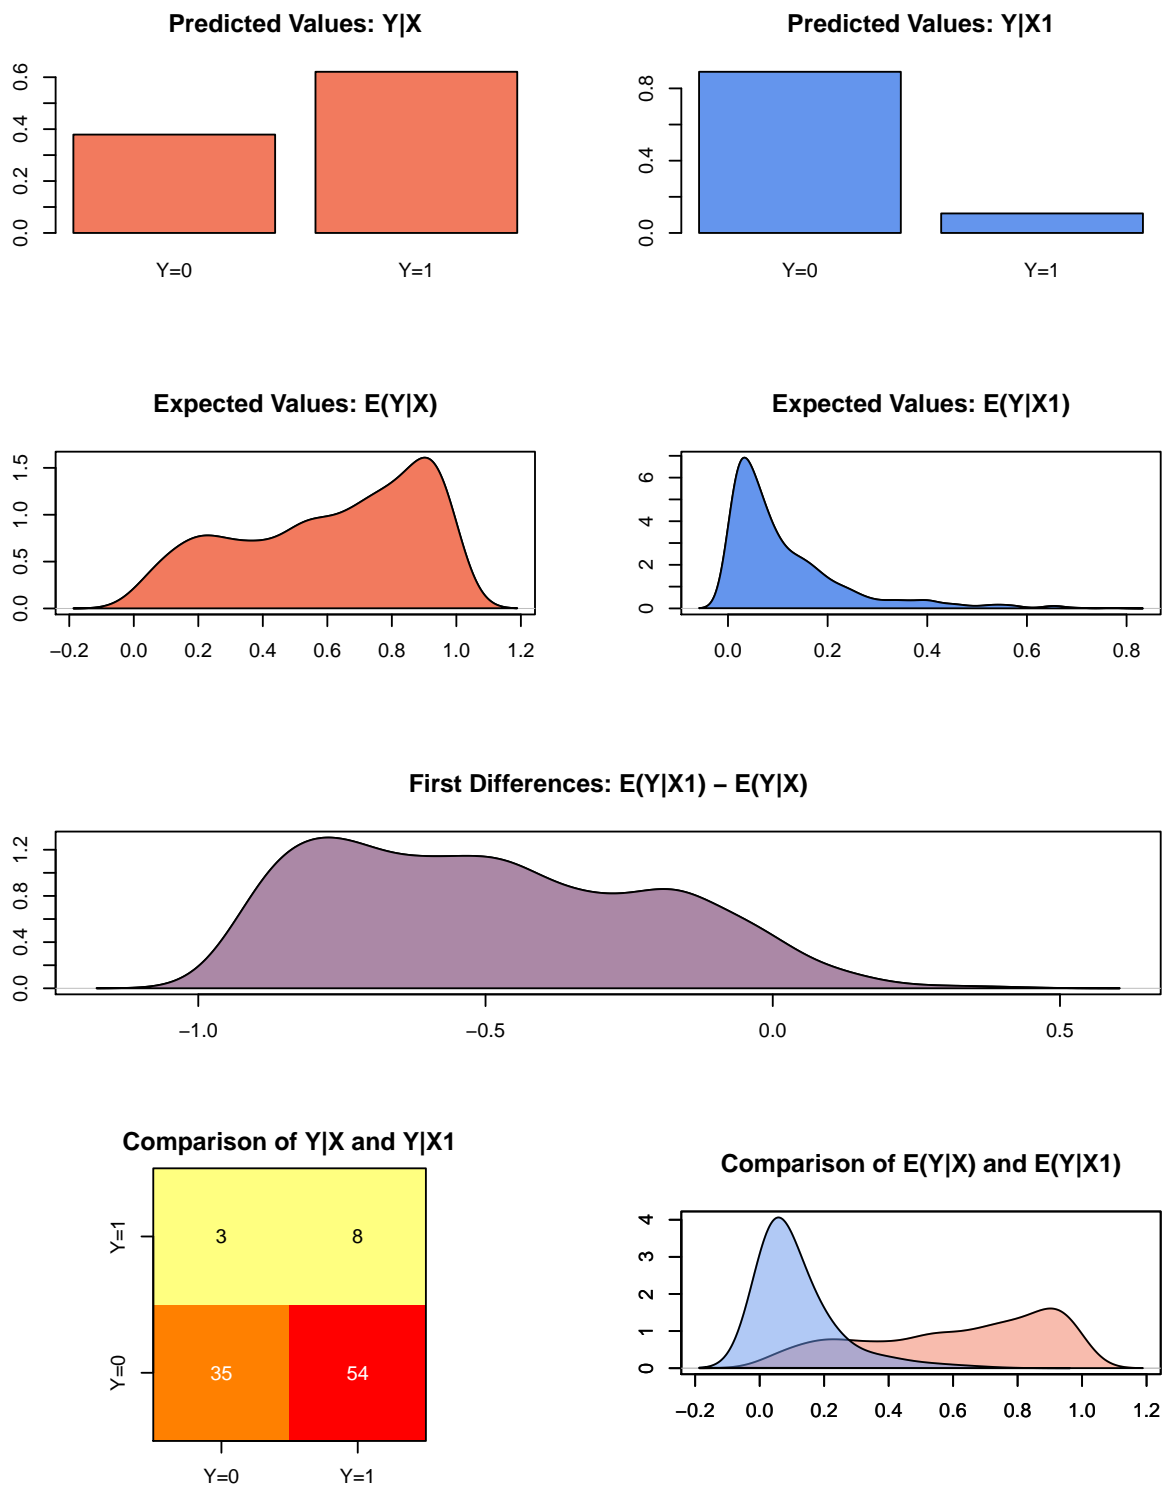 Predicted Values: Y|X
0.0 0.2 0.4 0.6
Y=0 Y=1
Predicted Values: Y|X1
0.0 0.4 0.8
Y=0 Y=1
Expected Values: E(Y|X)
0.0 0.5 1.0 1.5
−0.2 0.0 0.2 0.4 0.6 0.8 1.0 1.2
Expected Values: E(Y|X1)
0 2 4 6
0.0 0.2 0.4 0.6 0.8
First Differences: E(Y|X1) − E(Y|X)
0.0 0.4 0.8 1.2
−1.0 −0.5 0.0 0.5
Comparison of Y|X and Y|X1
Y=1
3 8
Y=0
35 54
Y=0 Y=1
Comparison of E(Y|X) and E(Y|X1)
0 1 2 3 4
−0.2 0.0 0.2 0.4 0.6 0.8 1.0 1.2